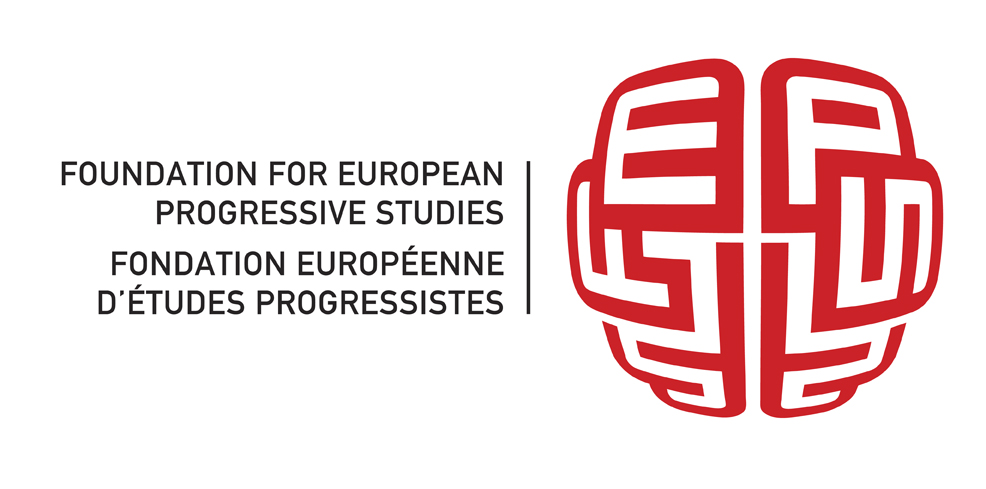 FOUNDATION FOR EUROPEAN
PROGRESSIVE STUDIES
FONDATION EUROPÉENNE
D'ÉTUDES PROGRESSISTES